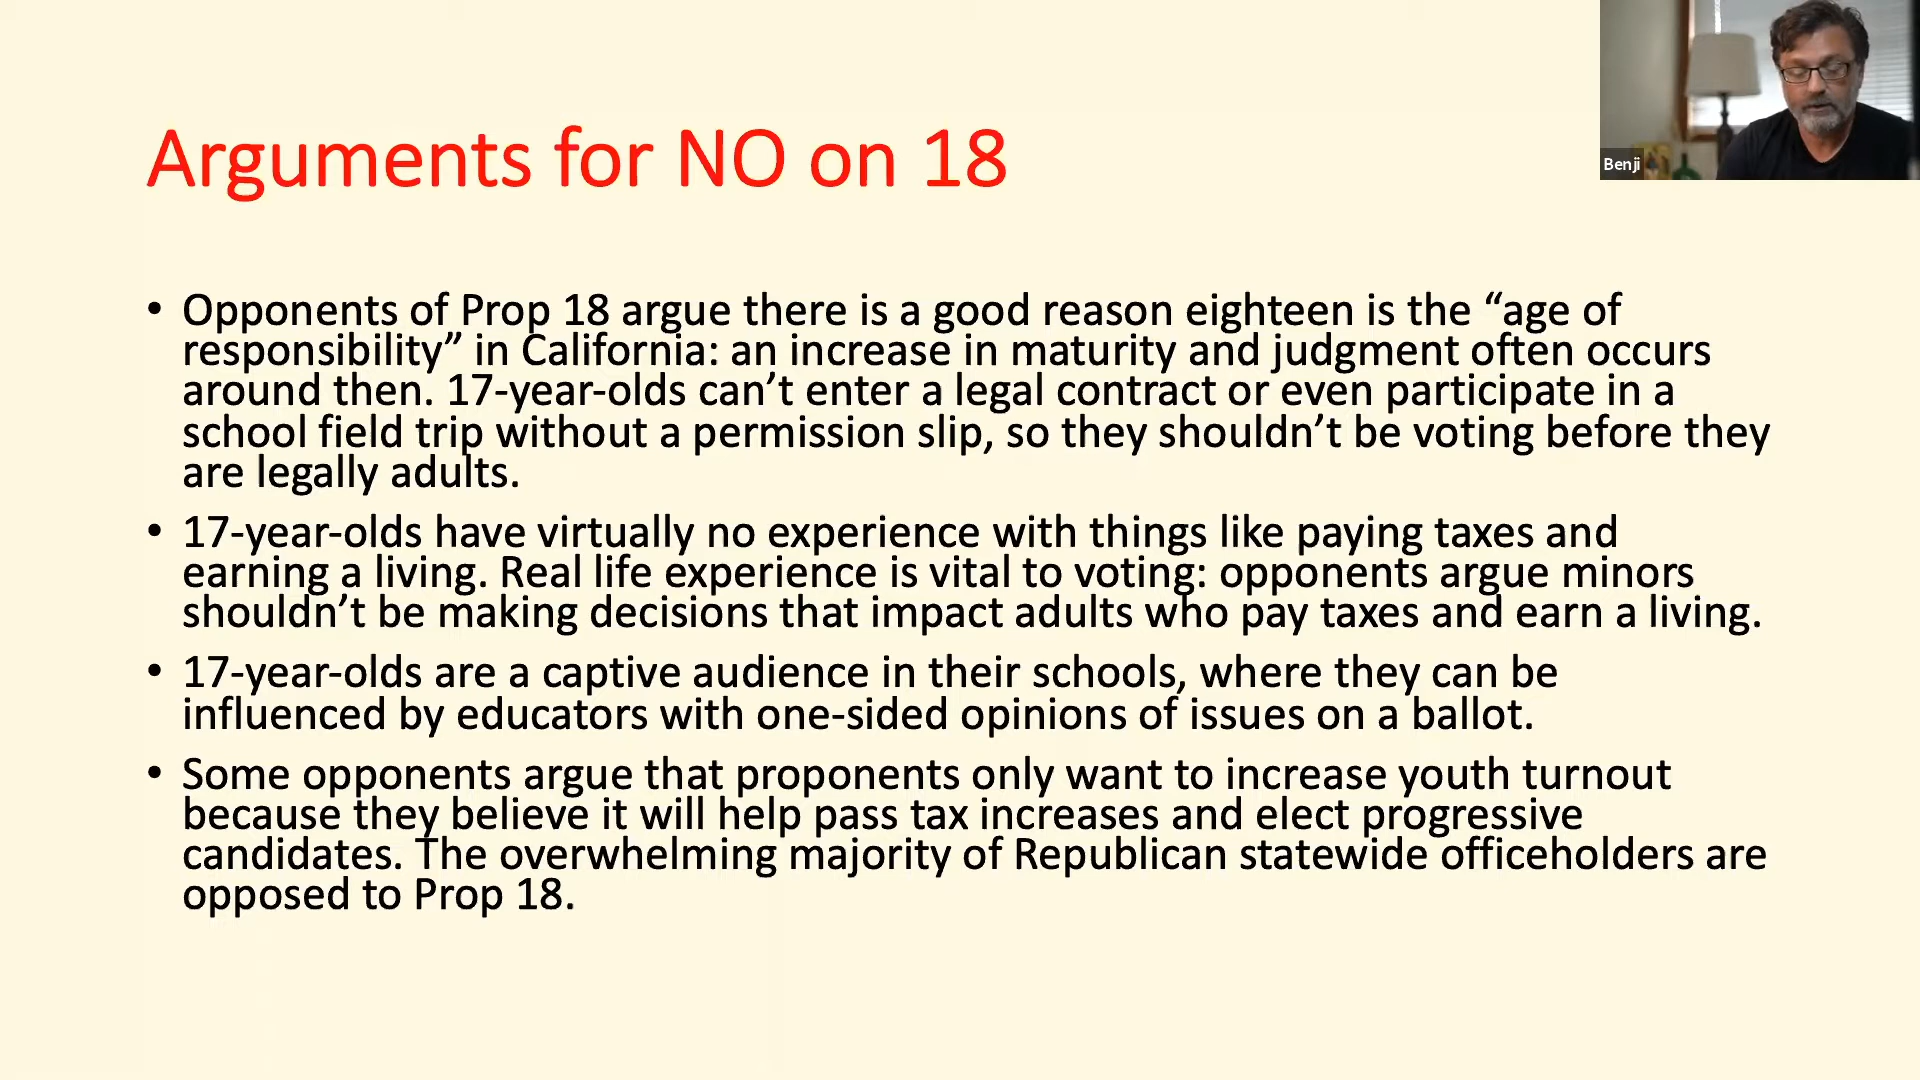 Benji
Arguments for NO on 18
• Opponents of Prop 18 argue there is a good reason eighteen is the “age of
responsibility” in California: an increase in maturity and judgment often occurs
around then. 17-year-olds can’t enter a legal contract or even participate in a
school field trip without a permission slip, so they shouldn’t be voting before they
are legally adults.
• 17-year-olds have virtually no experience with things like paying taxes and
earning a living. Real life experience is vital to voting: opponents argue minors
shouldn’t be making decisions that impact adults who pay taxes and earn a living.
• 17-year-olds are a captive audience in their schools, where they can be
influenced by educators with one-sided opinions of issues on a ballot.
• Some opponents argue that proponents only want to increase youth turnout
because they believe it will help pass tax increases and elect progressive
candidates. The overwhelming majority of Republican statewide officeholders are
opposed to Prop 18.